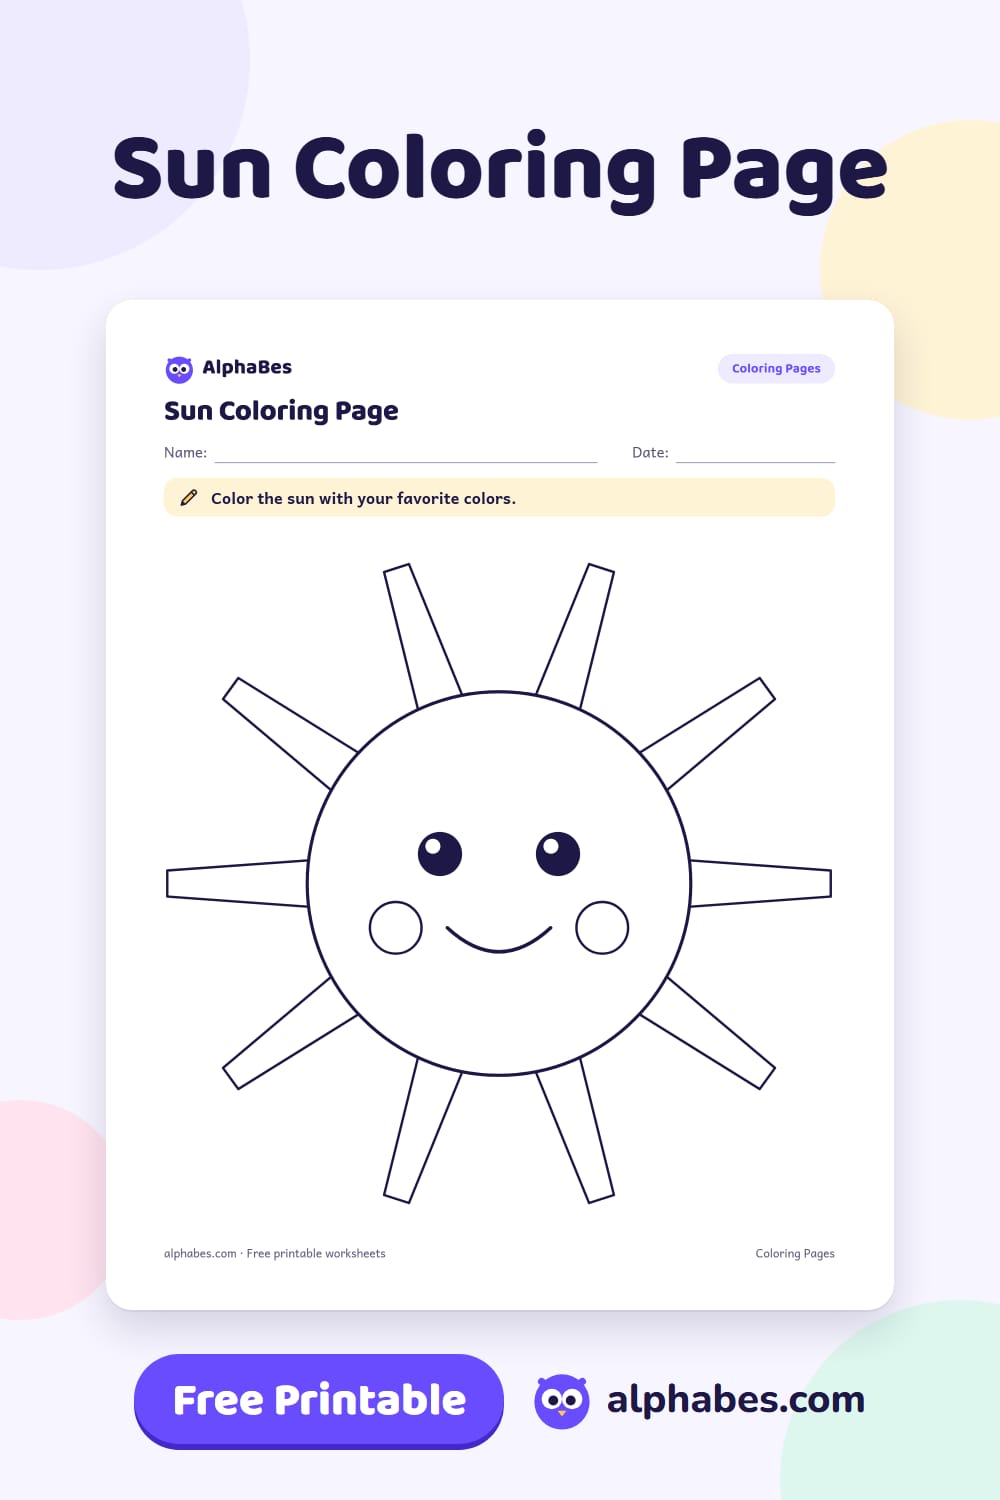 Sun Coloring Page
AlphaBes
Coloring Pages
Sun Coloring Page
Name:
Date:
Color the sun with your favorite colors.
alphabes.com · Free printable worksheets
Coloring Pages
Free Printable
alphabes.com